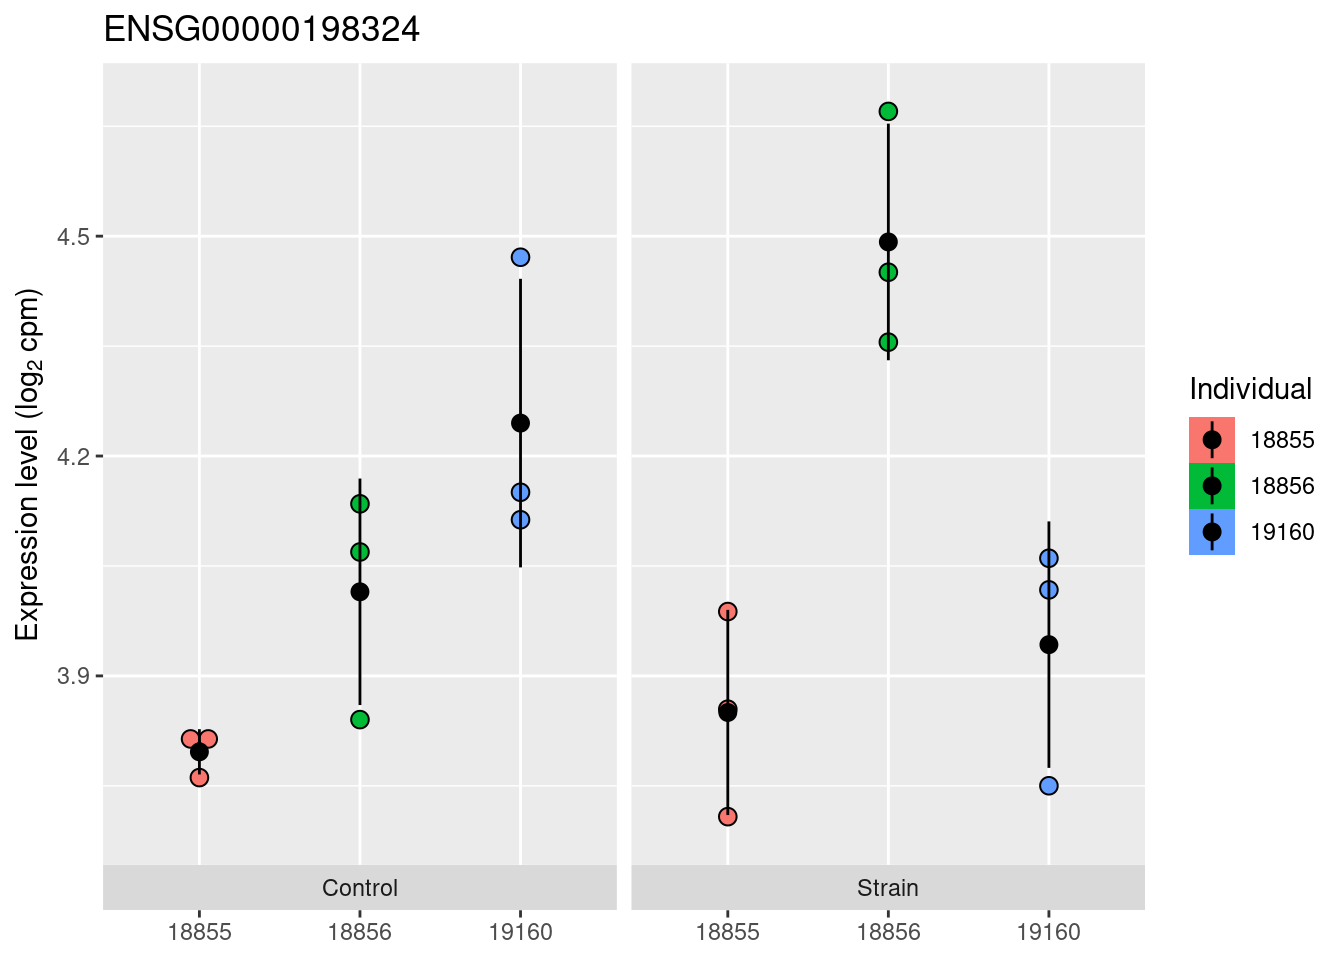 ENSG00000198324
Expression level (log₂ cpm)
4.5
4.2
3.9
Control
Strain
18855
18856
19160
18855
18856
19160
Individual
18855
18856
19160